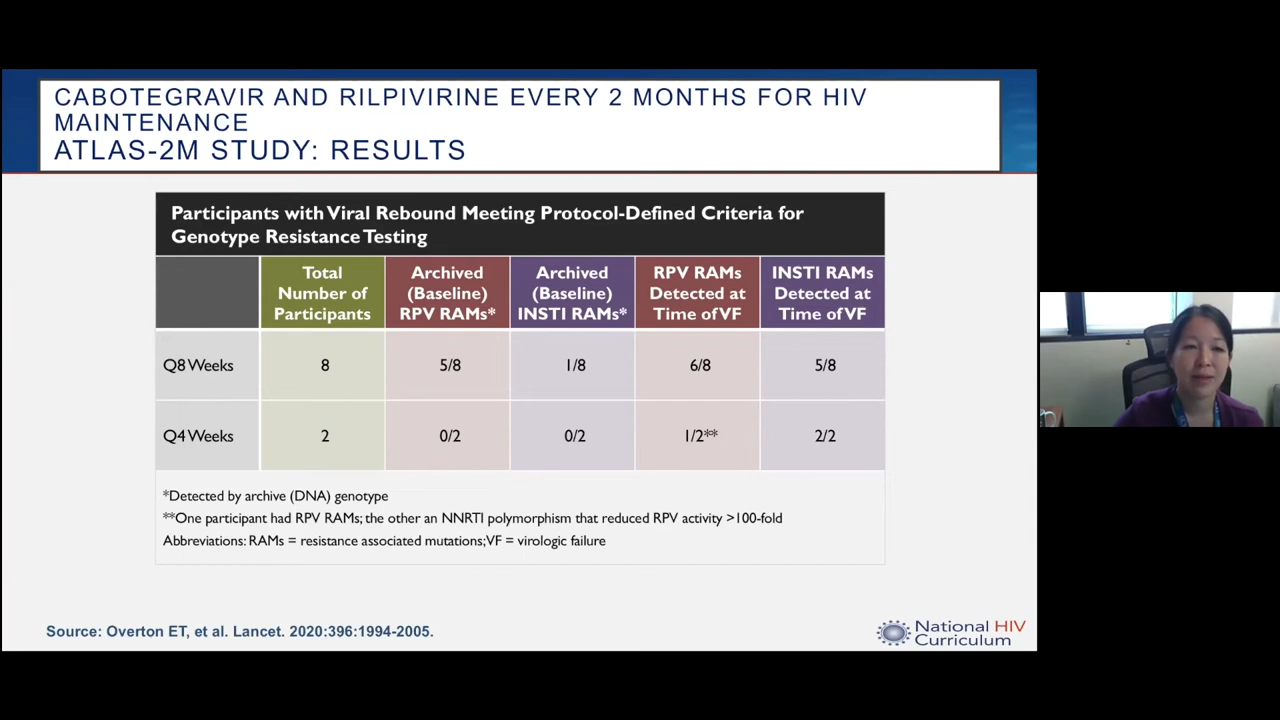 CABOTEGRAVIR AND RILPIVIRINE EVERY 2 MONTHS FOR HIV
MAINTENANCE
ATLAS-2M STUDY: RESULTS
Participants with Viral Rebound Meeting Protocol-Defined Criteria for
Genotype Resistance Testing
Total
Number of
Participants
Archived
(Baseline)
RPV RAMs*
Archived
(Baseline)
INSTI RAMs*
RPV RAMs
Detected at
Time of VF
INSTI RAMs
Detected at
Time of VF
Q8 Weeks 8 5/8 1/8 6/8 5/8
Q4 Weeks 2 0/2 0/2 1/2** 2/2
*Detected by archive (DNA) genotype
**One participant had RPV RAMs; the other an NNRTI polymorphism that reduced RPV activity >100-fold
Abbreviations: RAMs = resistance associated mutations; VF = virologic failure
Source: Overton ET, et al. Lancet. 2020:396:1994-2005.
National HIV
Curriculum